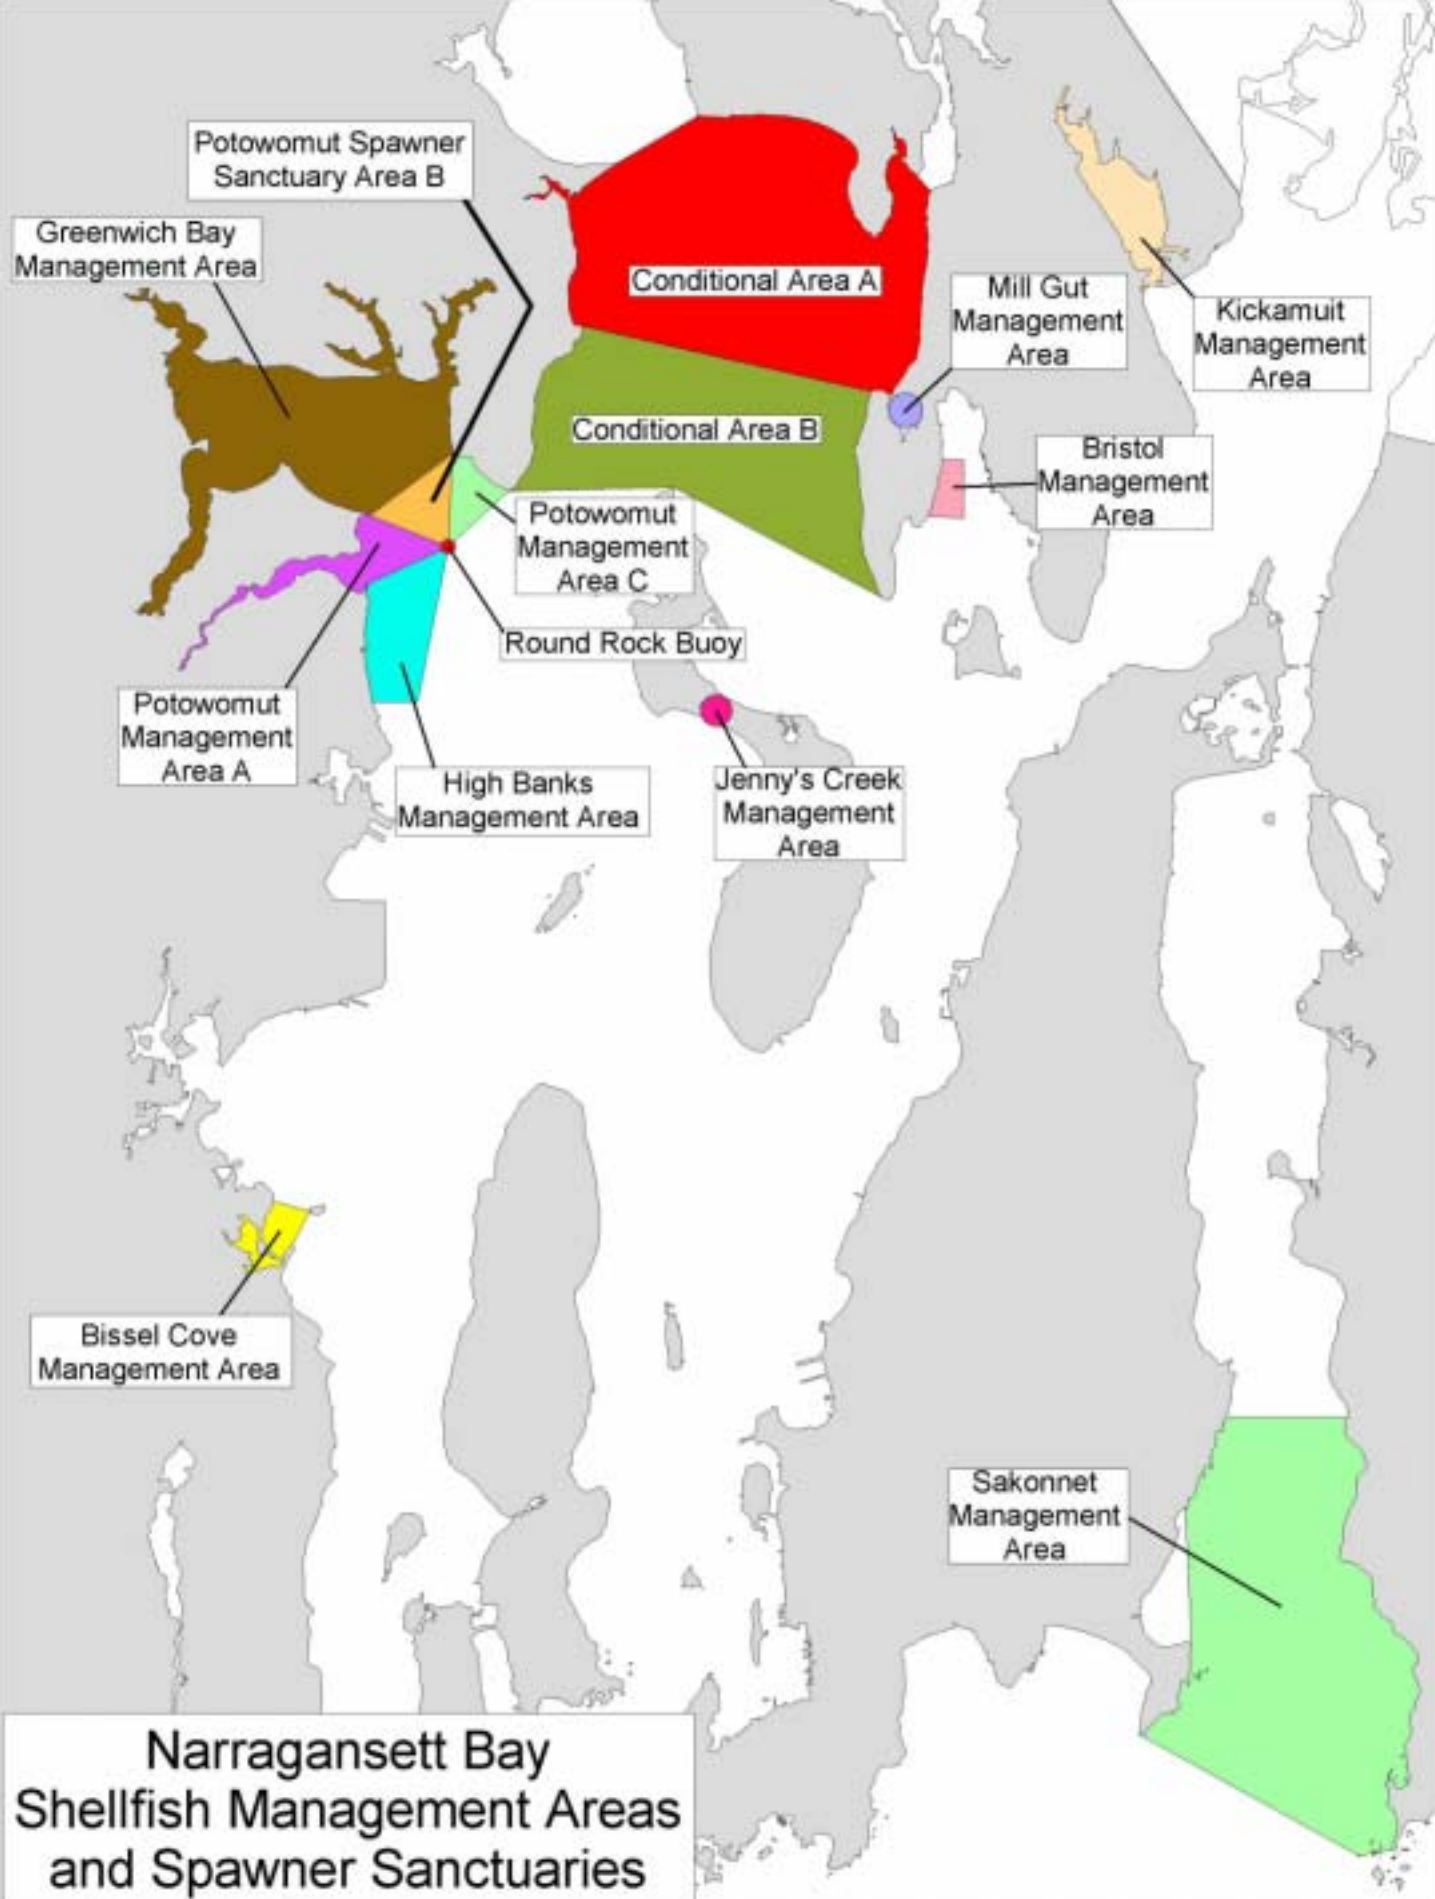 Potowomut Spawner
Sanctuary Area B
Greenwich Bay
Management Area
Conditional Area A
Mill Gut
Management
Area
Kickamuit
Management
Area
Conditional Area B
Bristol
Management
Area
Potowomut
Management
Area C
Round Rock Buoy
Potowomut
Management
Area A
High Banks
Management Area
Jenny's Creek
Management
Area
Bissel Cove
Management Area
Sakonnet
Management
Area
Narragansett Bay
Shellfish Management Areas
and Spawner Sanctuaries